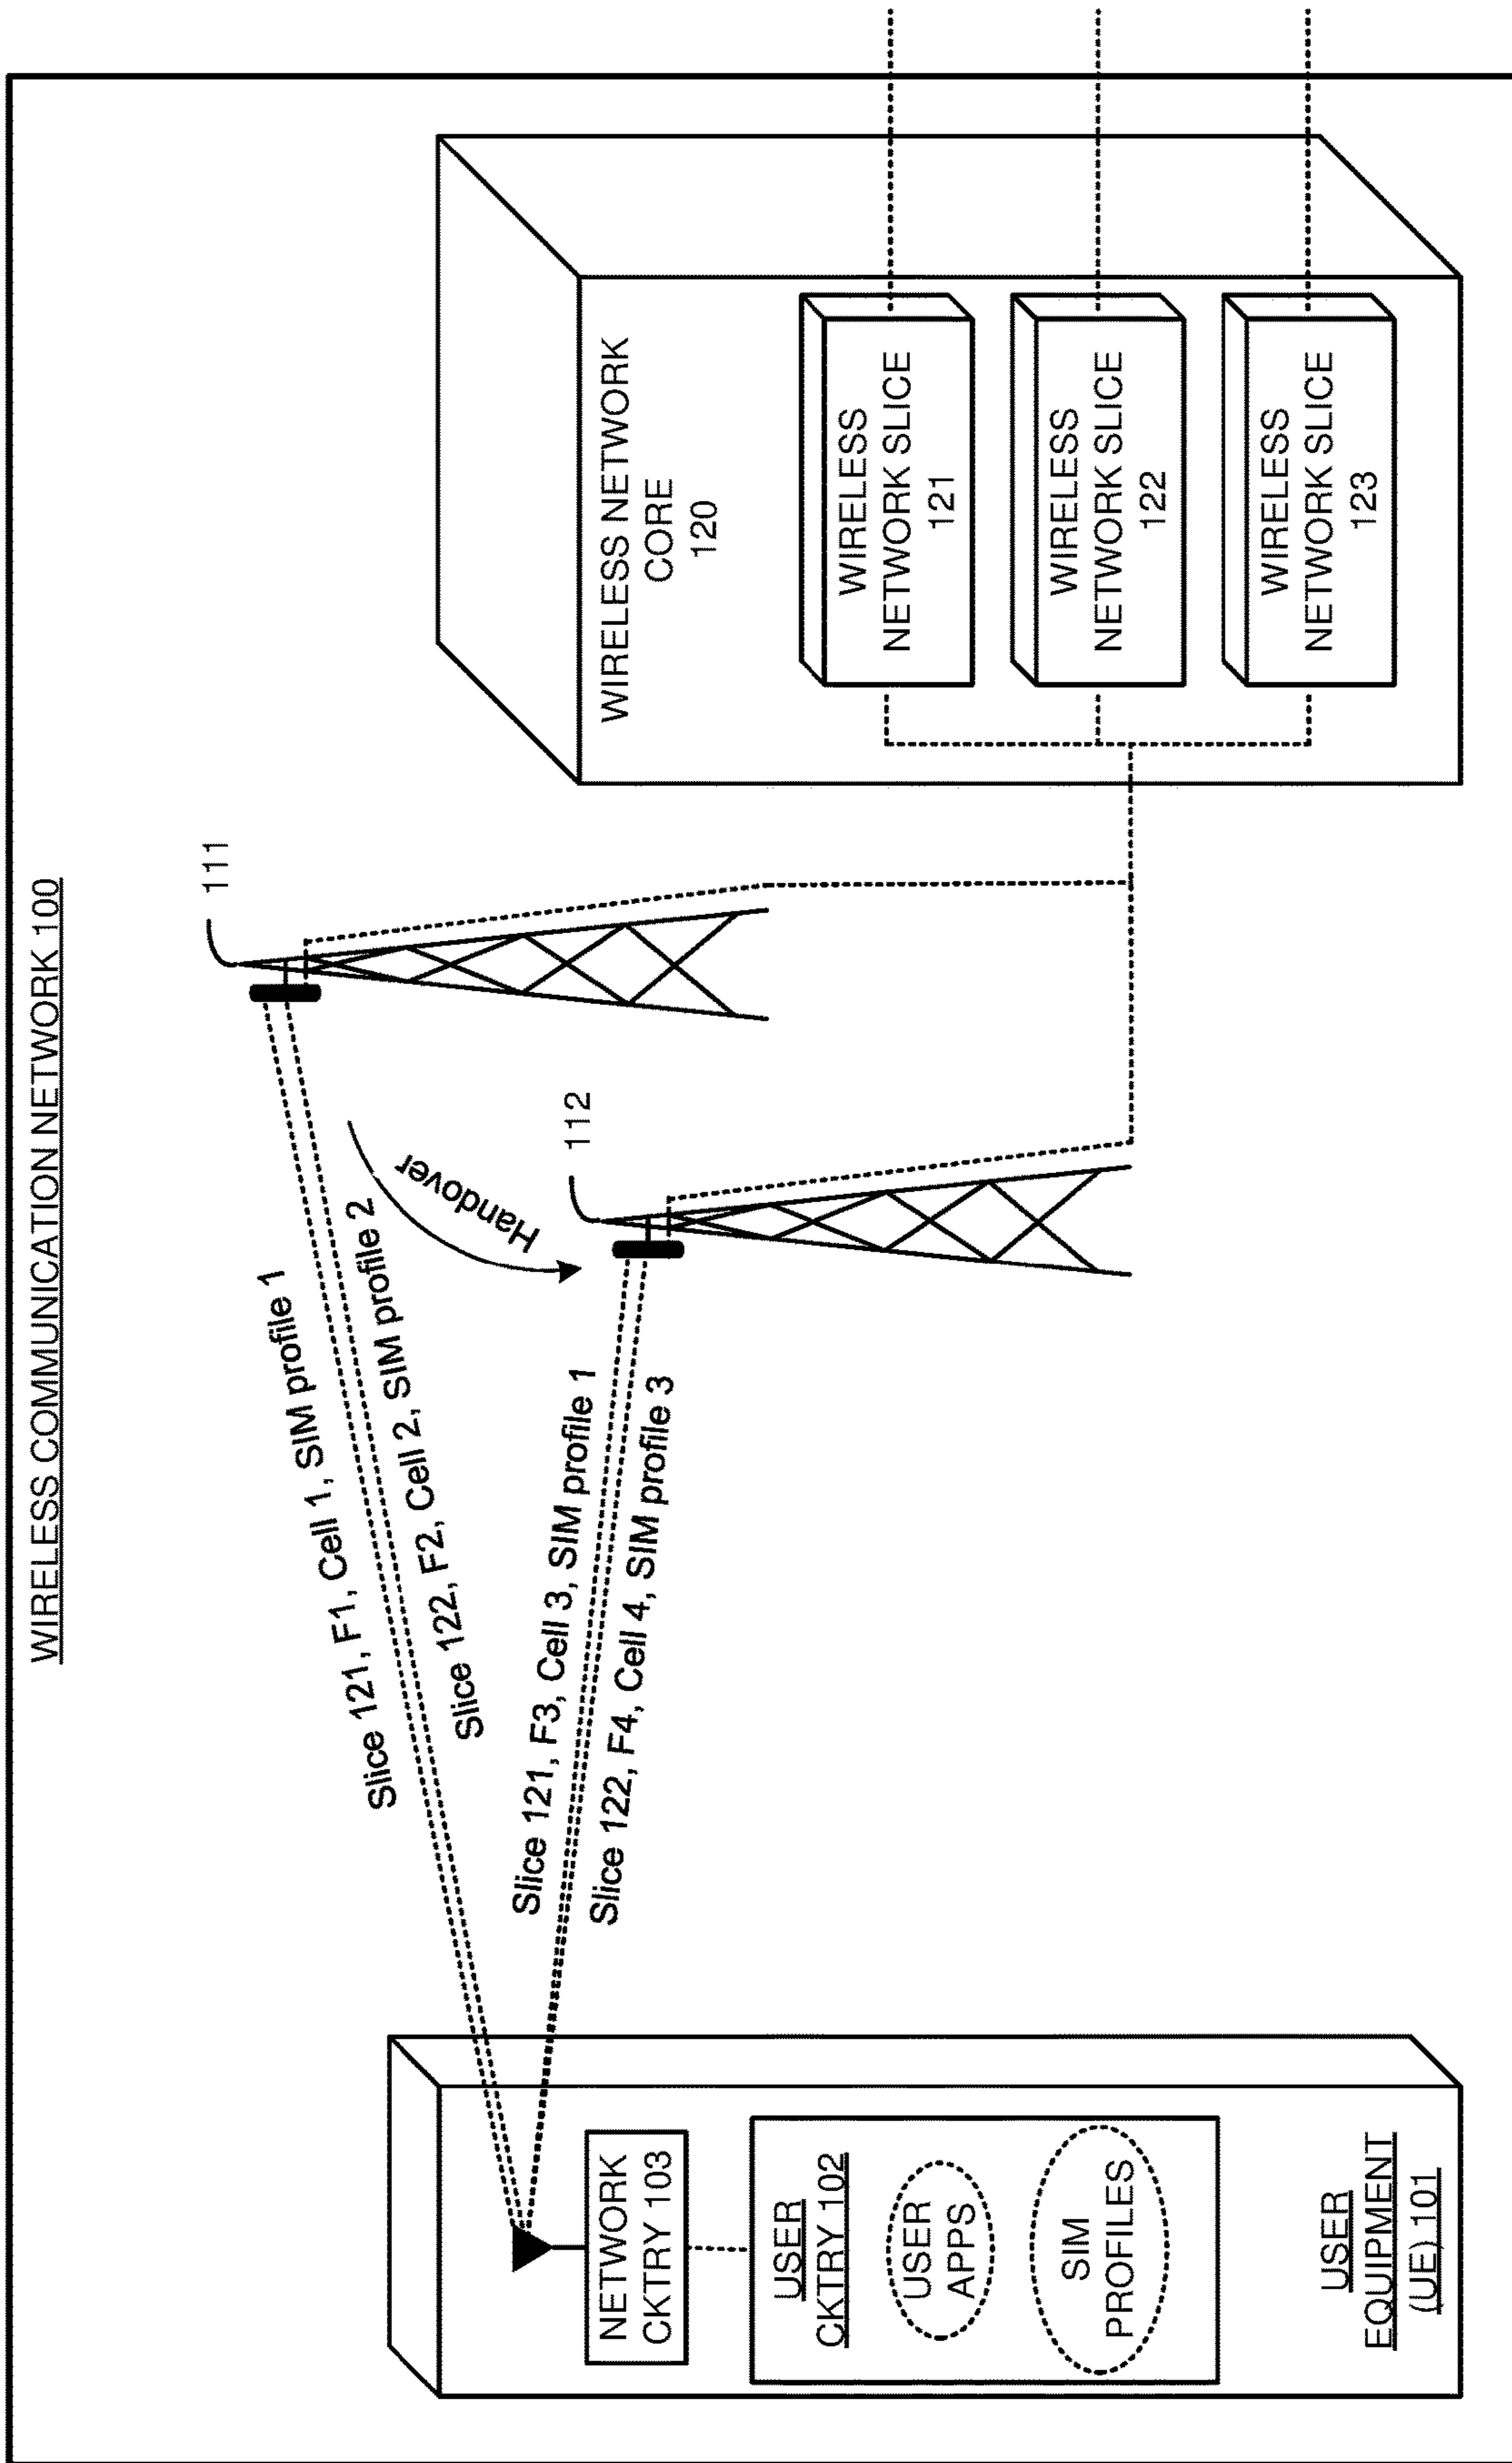 WIRELESS COMMUNICATION NETWORK 100
111
Slice 121, F1, Cell 1, SIM profile 1
Slice 122, F2, Cell 2, SIM profile 2
Handover
112
Slice 121, F3, Cell 3, SIM profile 1
Slice 122, F4, Cell 4, SIM profile 3
NETWORK
CKTRY 103
USER
CKTRY 102
USER
APPS
SIM
PROFILES
USER
EQUIPMENT
(UE) 101
WIRELESS NETWORK
CORE
120
WIRELESS
NETWORK SLICE
121
WIRELESS
NETWORK SLICE
122
WIRELESS
NETWORK SLICE
123